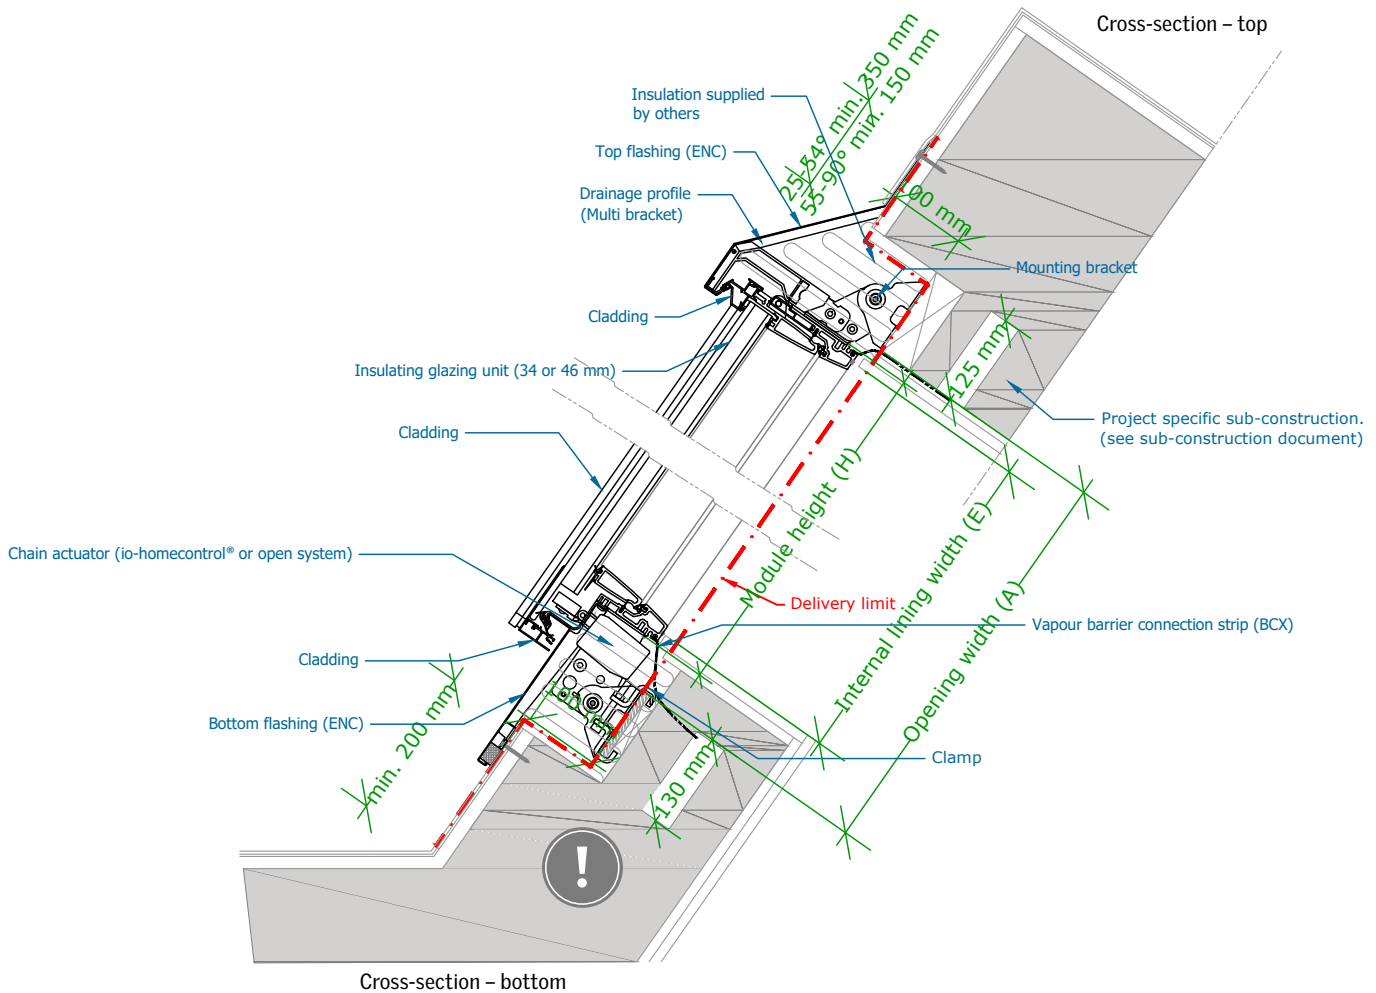 Cross-section – top
25-54° min. 350 mm
55-90° min. 150 mm
Insulation supplied
by others
Top flashing (ENC)
Drainage profile
(Multi bracket)
00 mm
Mounting bracket
Cladding
125 mm
Insulating glazing unit (34 or 46 mm)
Project specific sub-construction.
(see sub-construction document)
Cladding
Module height (H)
Internal lining width (E)
Opening width (A)
Chain actuator (io-homecontrol® or open system)
Delivery limit
Vapour barrier connection strip (BCX)
Cladding
min. 200 mm
Bottom flashing (ENC)
Clamp
130 mm
!
Cross-section – bottom